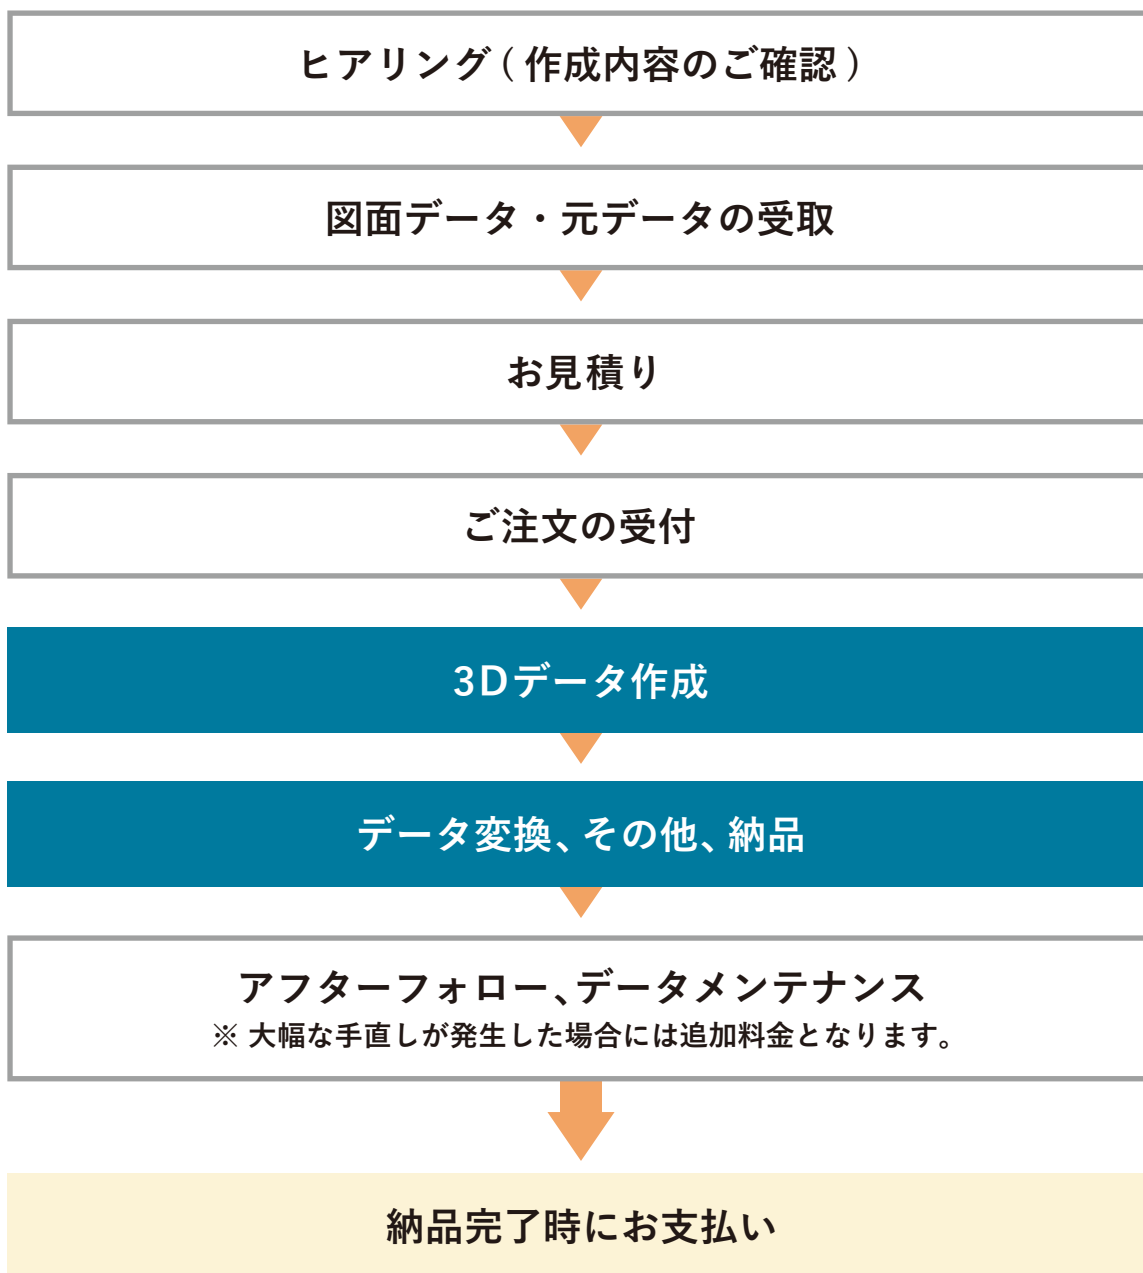 ヒアリング ( 作成内容のご確認 )
図面データ・元データの受取
お見積り
ご注文の受付
3Dデータ作成
データ変換、その他、納品
アフターフォロー、データメンテナンス
※ 大幅な手直しが発生した場合には追加料金となります。
納品完了時にお支払い